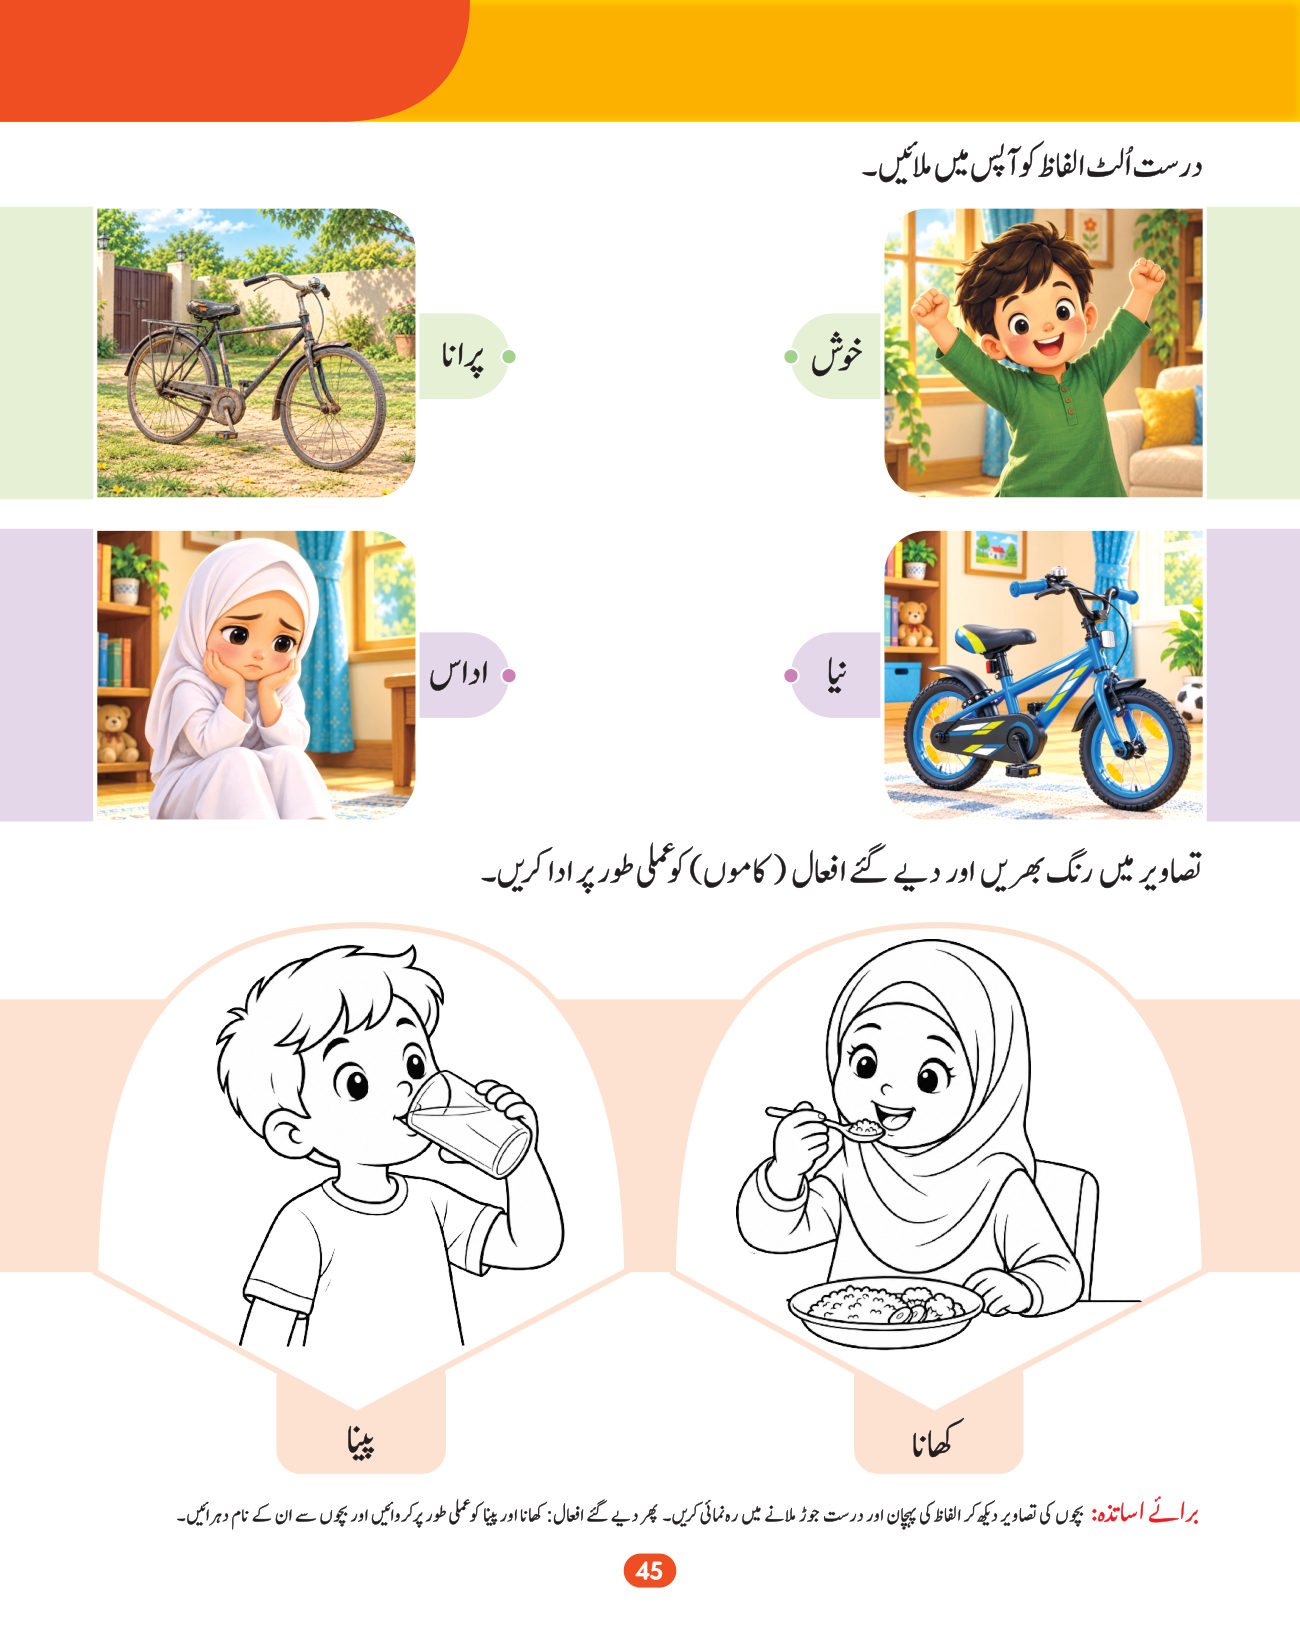 درست اُلٹ الفاظ کو آپس میں ملائیں۔
خوش
پرانا
نیا
اداس
تصاویر میں رنگ بھریں اور دیے گئے افعال (کاموں) کو عملی طور پر ادا کریں۔
کھانا
پینا
برائے اساتذہ: بچوں کی تصاویر دیکھ کر الفاظ کی پہچان اور درست جوڑ ملانے میں رہ نمائی کریں۔ پھر دیے گئے افعال: کھانا اور پینا کو عملی طور پر کروائیں اور بچوں سے ان کے نام دہرائیں۔
45